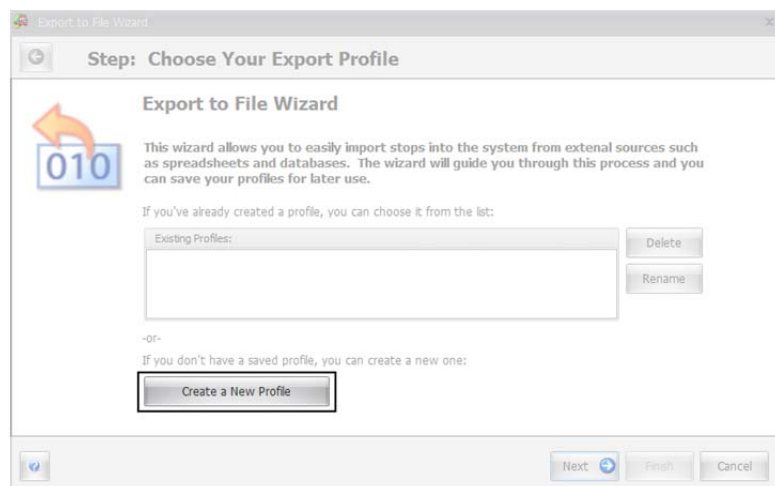 Export to File Wizard
Step: Choose Your Export Profile
Export to File Wizard
This wizard allows you to easily import stops into the system from extenal sources such
as spreadsheets and databases. The wizard will guide you through this process and you
can save your profiles for later use.
If you've already created a profile, you can choose it from the list:
Existing Profiles:
Delete
Rename
-or-
If you don't have a saved profile, you can create a new one:
Create a New Profile
Next
Finish
Cancel
010